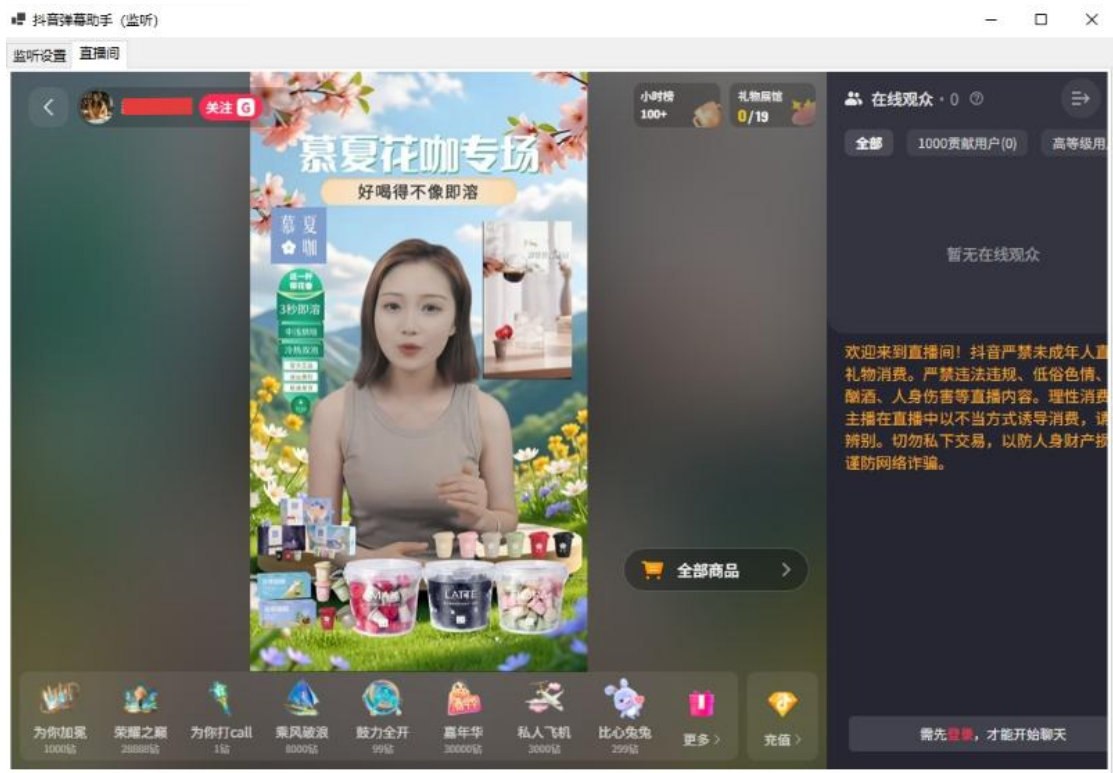 抖音弹幕助手（监听）
监听设置 直播间
关注
小时榜
100+
礼物展馆
0/19
在线观众 · 0
全部 1000贡献用户(0) 高等级用
暂无在线观众
慕夏花咖专场
好喝得不像即溶
慕夏
咖
3秒即溶
冷热双泡
LATTE
欢迎来到直播间！抖音严禁未成年人直
礼物消费。严禁违法违规、低俗色情、
酗酒、人身伤害等直播内容。理性消费
主播在直播中以不当方式诱导消费，请
辨别。切勿私下交易，以防人身财产损
谨防网络诈骗。
全部商品
为你加冕 荣耀之巅 为你打call 乘风破浪 鼓力全开 嘉年华 私人飞机 比心兔兔 更多 充值
1000钻 28888钻 1钻 8000钻 99钻 30000钻 3000钻 299钻
需先登录，才能开始聊天